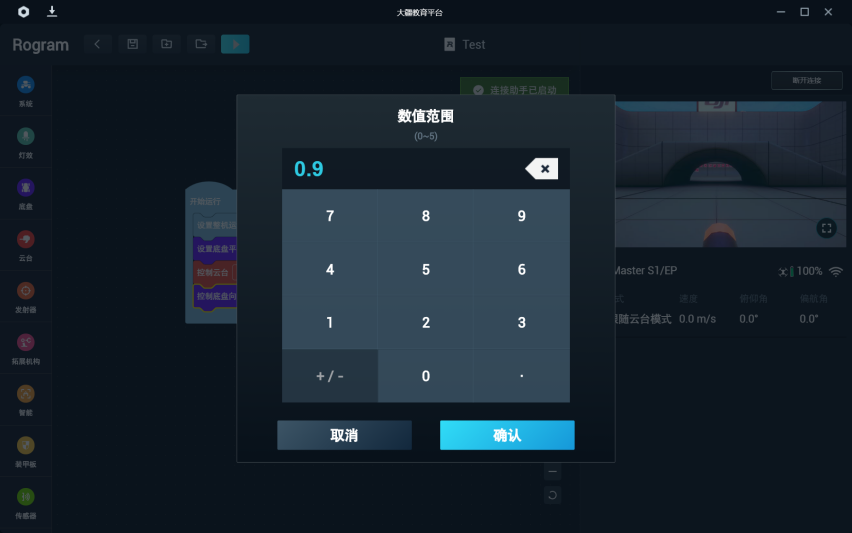 大疆教育平台
Rogram
Test
断开连接
连接助手已启动
系统
灯效
底盘
云台
发射器
拓展机构
智能
装甲板
传感器
开始运行
设置整机运
设置底盘平
控制云台
控制底盘向
数值范围
(0~5)
0.9
7 8 9
4 5 6
1 2 3
+ / - 0 ·
取消 确认
Master S1/EP 100%
式 速度 俯仰角 偏航角
跟随云台模式 0.0 m/s 0.0° 0.0°